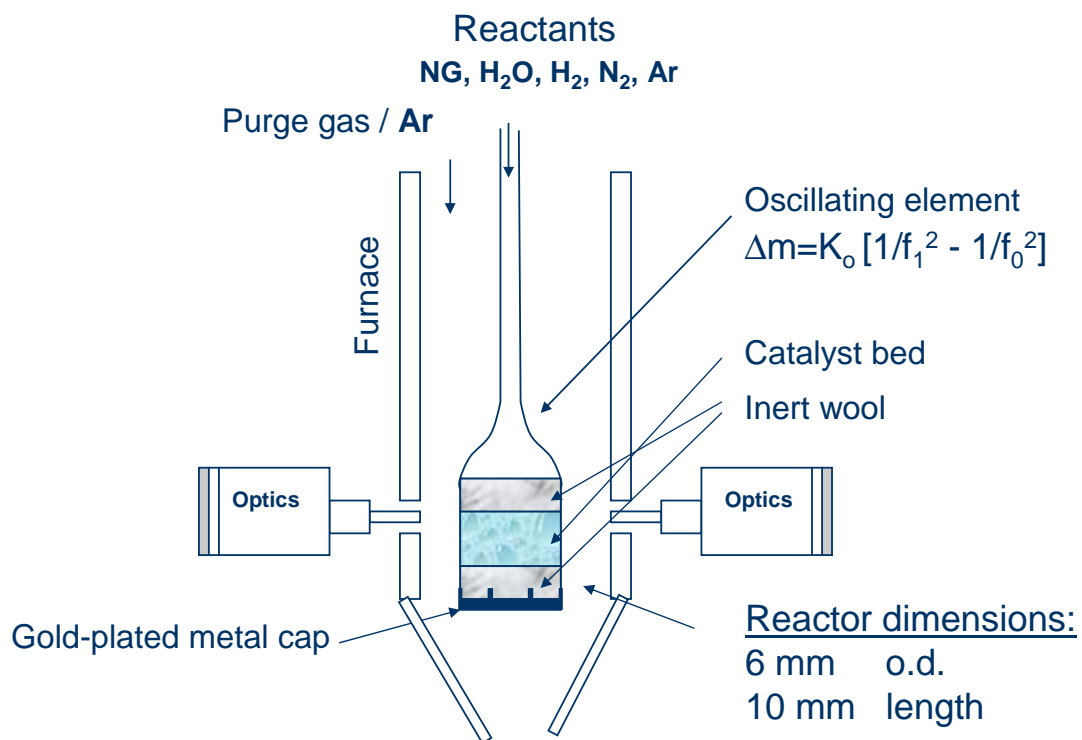 Reactants
NG, H₂O, H₂, N₂, Ar
Purge gas / Ar
Furnace
Oscillating element
Δm=Kₒ [1/f₁² - 1/f₀²]
Catalyst bed
Inert wool
Optics
Optics
Gold-plated metal cap
Reactor dimensions:
6 mm o.d.
10 mm length